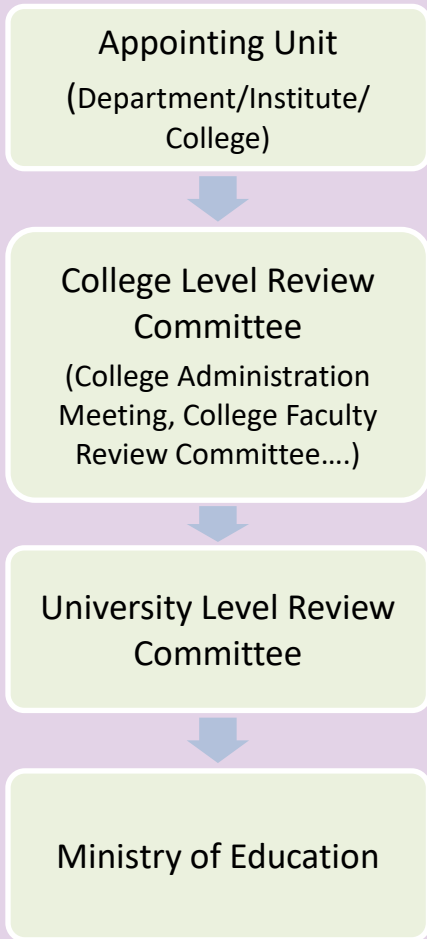 Appointing Unit
(Department/Institute/
College)
College Level Review
Committee
(College Administration
Meeting, College Faculty
Review Committee….)
University Level Review
Committee
Ministry of Education